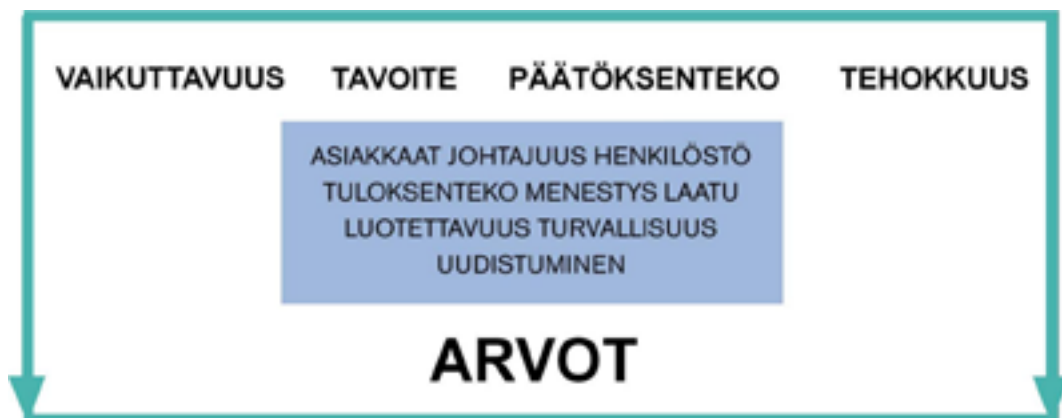 VAIKUTTAVUUS TAVOITE PÄÄTÖKSENTEKO TEHOKKUUS
ASIAKKAAT JOHTAJUUS HENKILÖSTÖ
TULOKSENTEKO MENESTYS LAATU
LUOTETTAVUUS TURVALLISUUS
UUDISTUMINEN
ARVOT